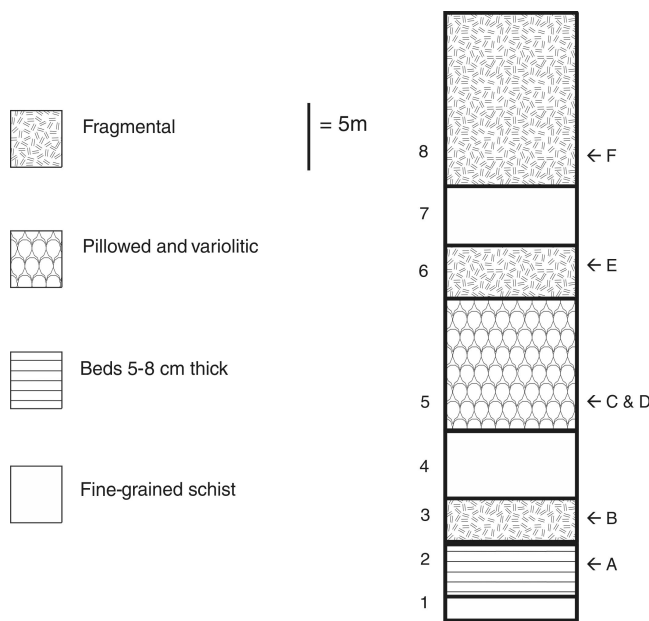 Fragmental
= 5m
Pillowed and variolitic
Beds 5-8 cm thick
Fine-grained schist
8
← F
7
6
← E
5
← C & D
4
3
← B
2
← A
1